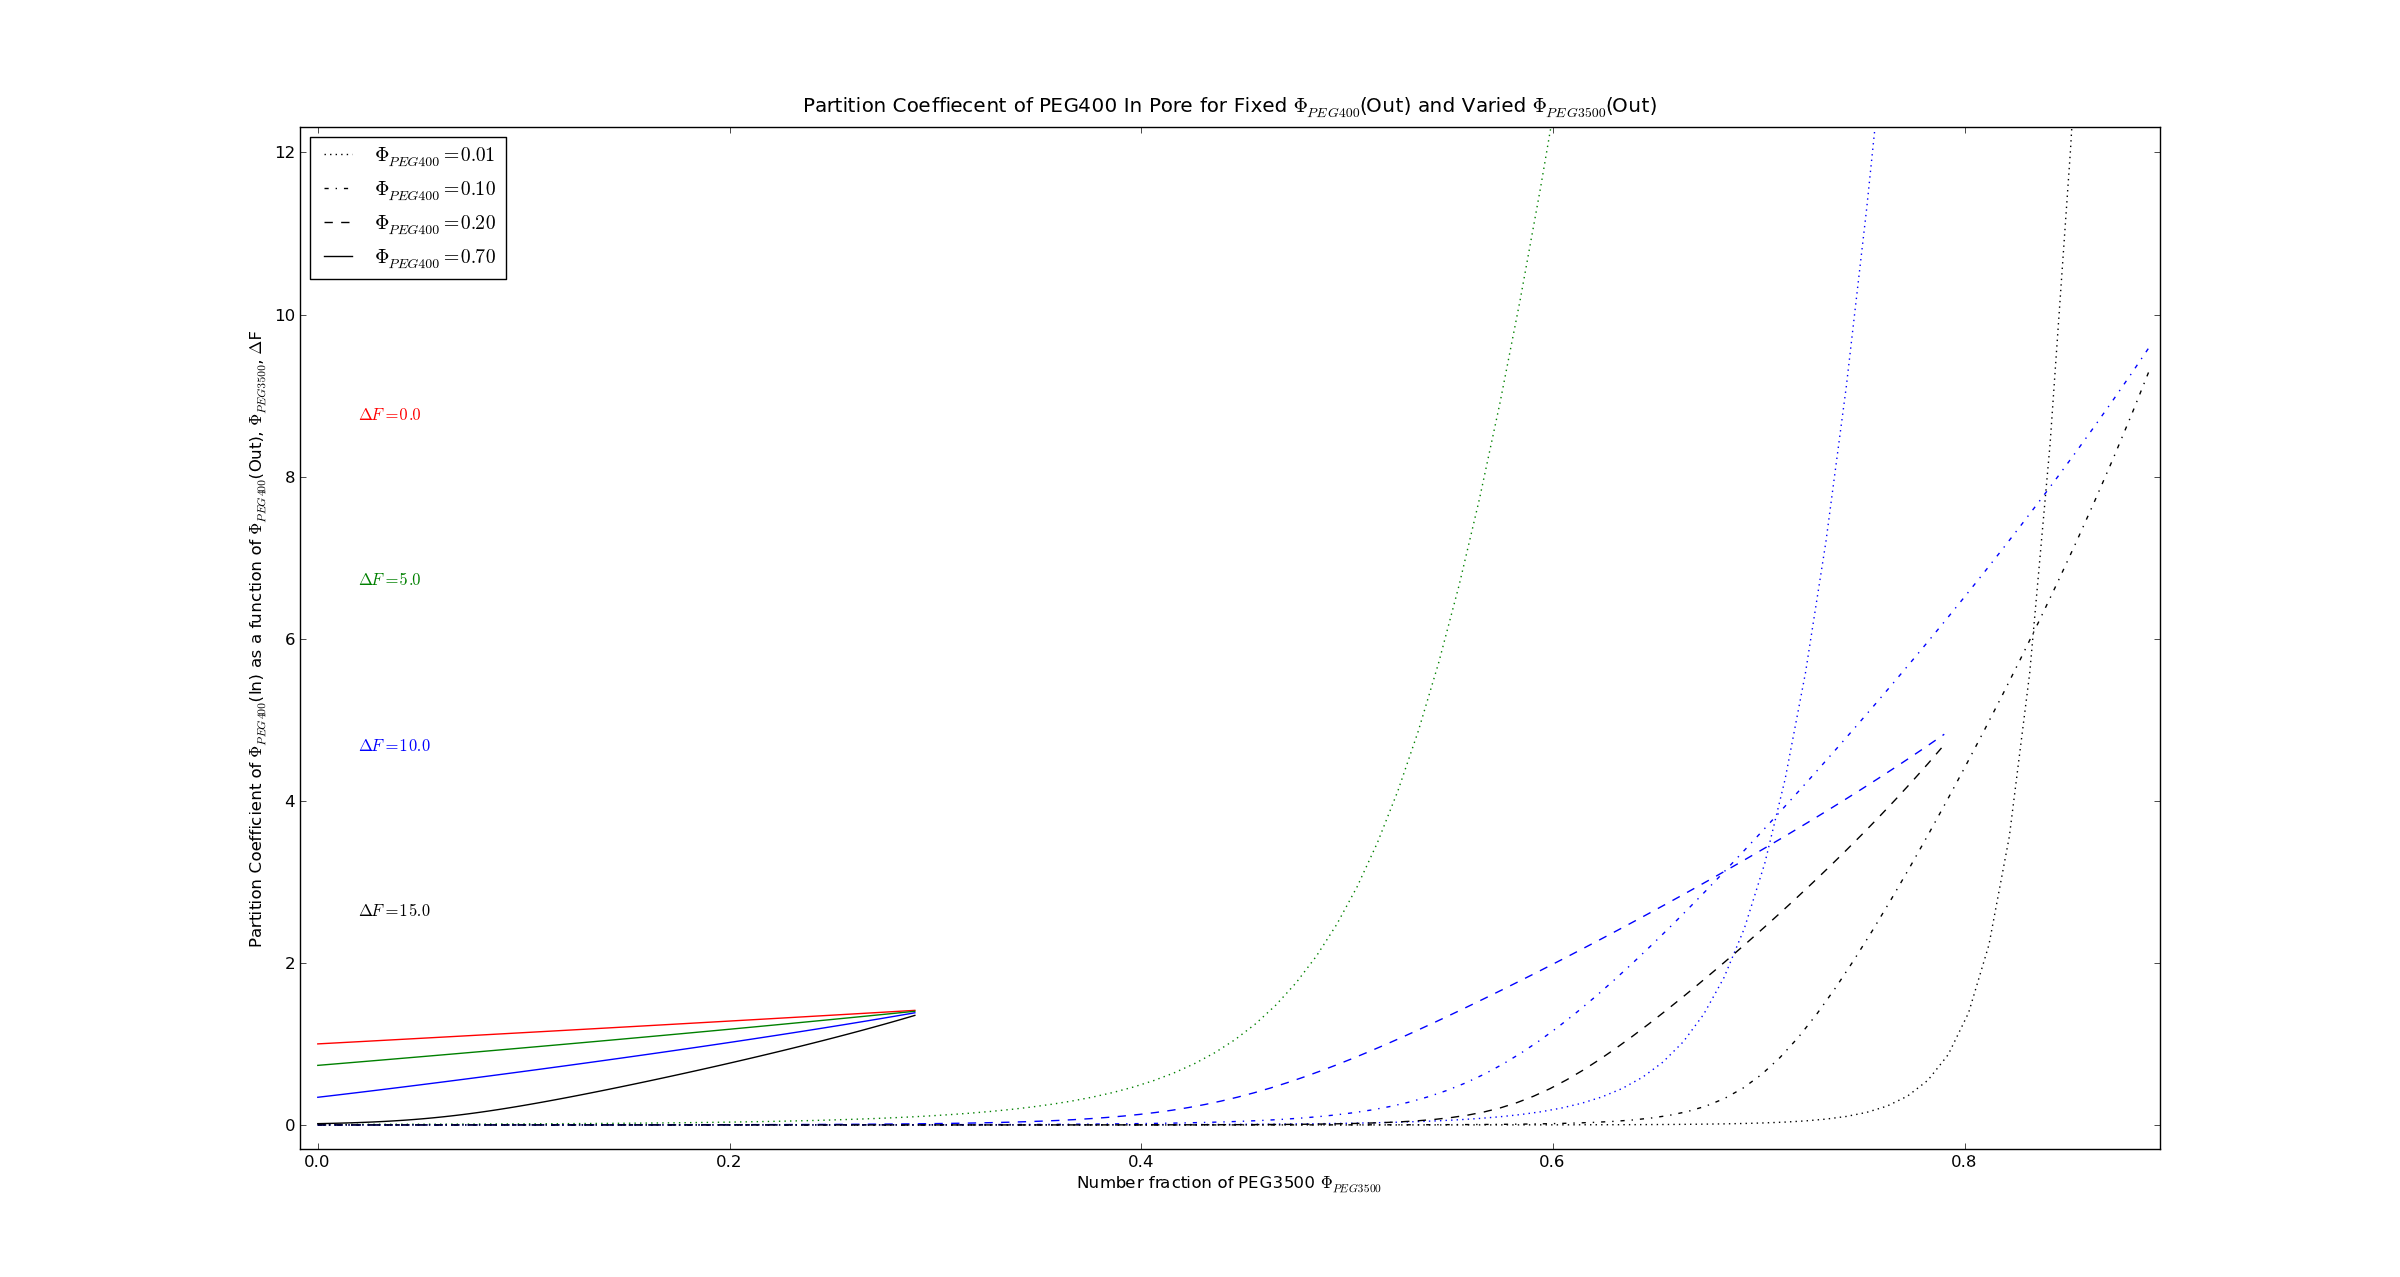 Partition Coeffiecent of PEG400 In Pore for Fixed Φ_PEG400(Out) and Varied Φ_PEG3500(Out)
Φ_PEG400 = 0.01
Φ_PEG400 = 0.10
Φ_PEG400 = 0.20
Φ_PEG400 = 0.70
12
10
8
6
4
2
0
Partition Coefficient of Φ_PEG400(In) as a function of Φ_PEG400(Out), Φ_PEG3500, ΔF
ΔF = 0.0
ΔF = 5.0
ΔF = 10.0
ΔF = 15.0
0.0 0.2 0.4 0.6 0.8
Number fraction of PEG3500 Φ_PEG3500